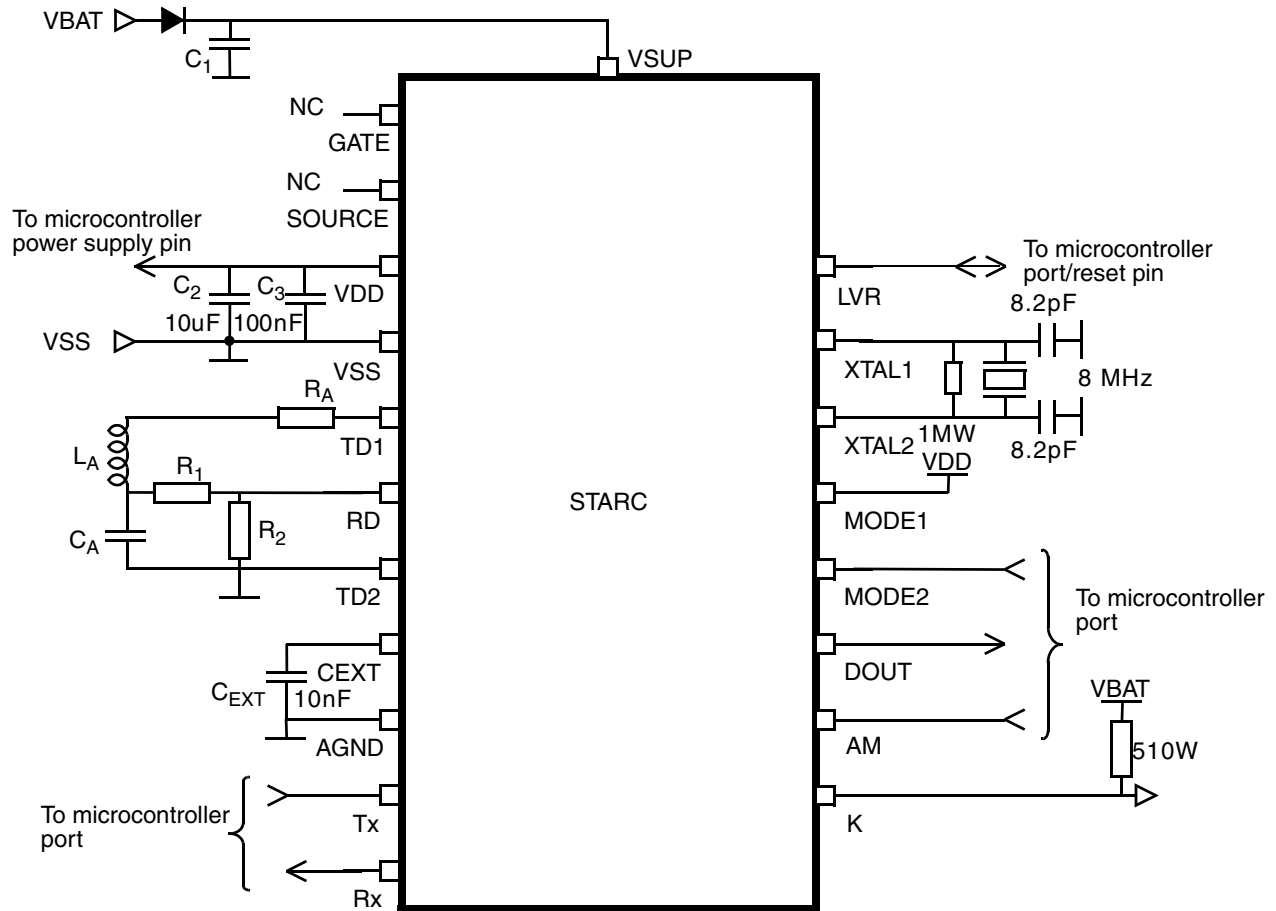 VBAT
C1
VSUP
NC
GATE
NC
SOURCE
To microcontroller
power supply pin
C2
C3
VDD
10uF
100nF
VSS
VSS
RA
TD1
LA
R1
RD
CA
R2
TD2
CEXT
CEXT
10nF
AGND
To microcontroller
port
Tx
Rx
STARC
To microcontroller
port/reset pin
LVR
8.2pF
XTAL1
8 MHz
XTAL2
1MW
8.2pF
VDD
MODE1
MODE2
To microcontroller
port
DOUT
VBAT
AM
510W
K